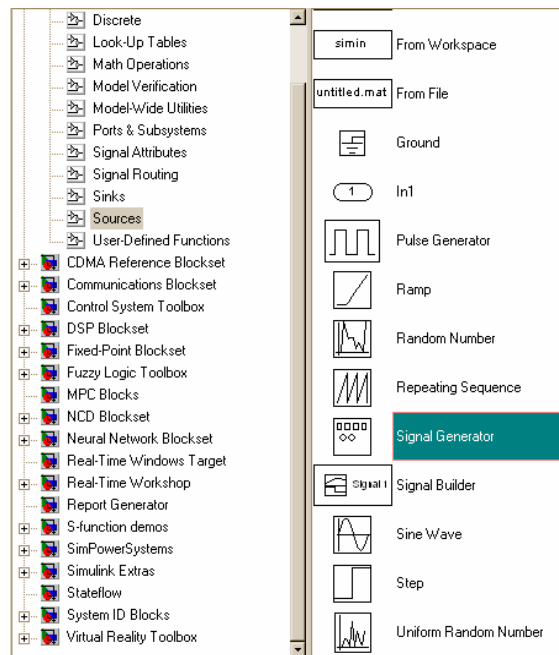 Discrete
Look-Up Tables
Math Operations
Model Verification
Model-Wide Utilities
Ports & Subsystems
Signal Attributes
Signal Routing
Sinks
Sources
User-Defined Functions
CDMA Reference Blockset
Communications Blockset
Control System Toolbox
DSP Blockset
Fixed-Point Blockset
Fuzzy Logic Toolbox
MPC Blocks
NCD Blockset
Neural Network Blockset
Real-Time Windows Target
Real-Time Workshop
Report Generator
S-function demos
SimPowerSystems
Simulink Extras
Stateflow
System ID Blocks
Virtual Reality Toolbox
simin From Workspace
untitled.mat From File
Ground
1 In1
Pulse Generator
Ramp
Random Number
Repeating Sequence
Signal Generator
Signal 1 Signal Builder
Sine Wave
Step
Uniform Random Number